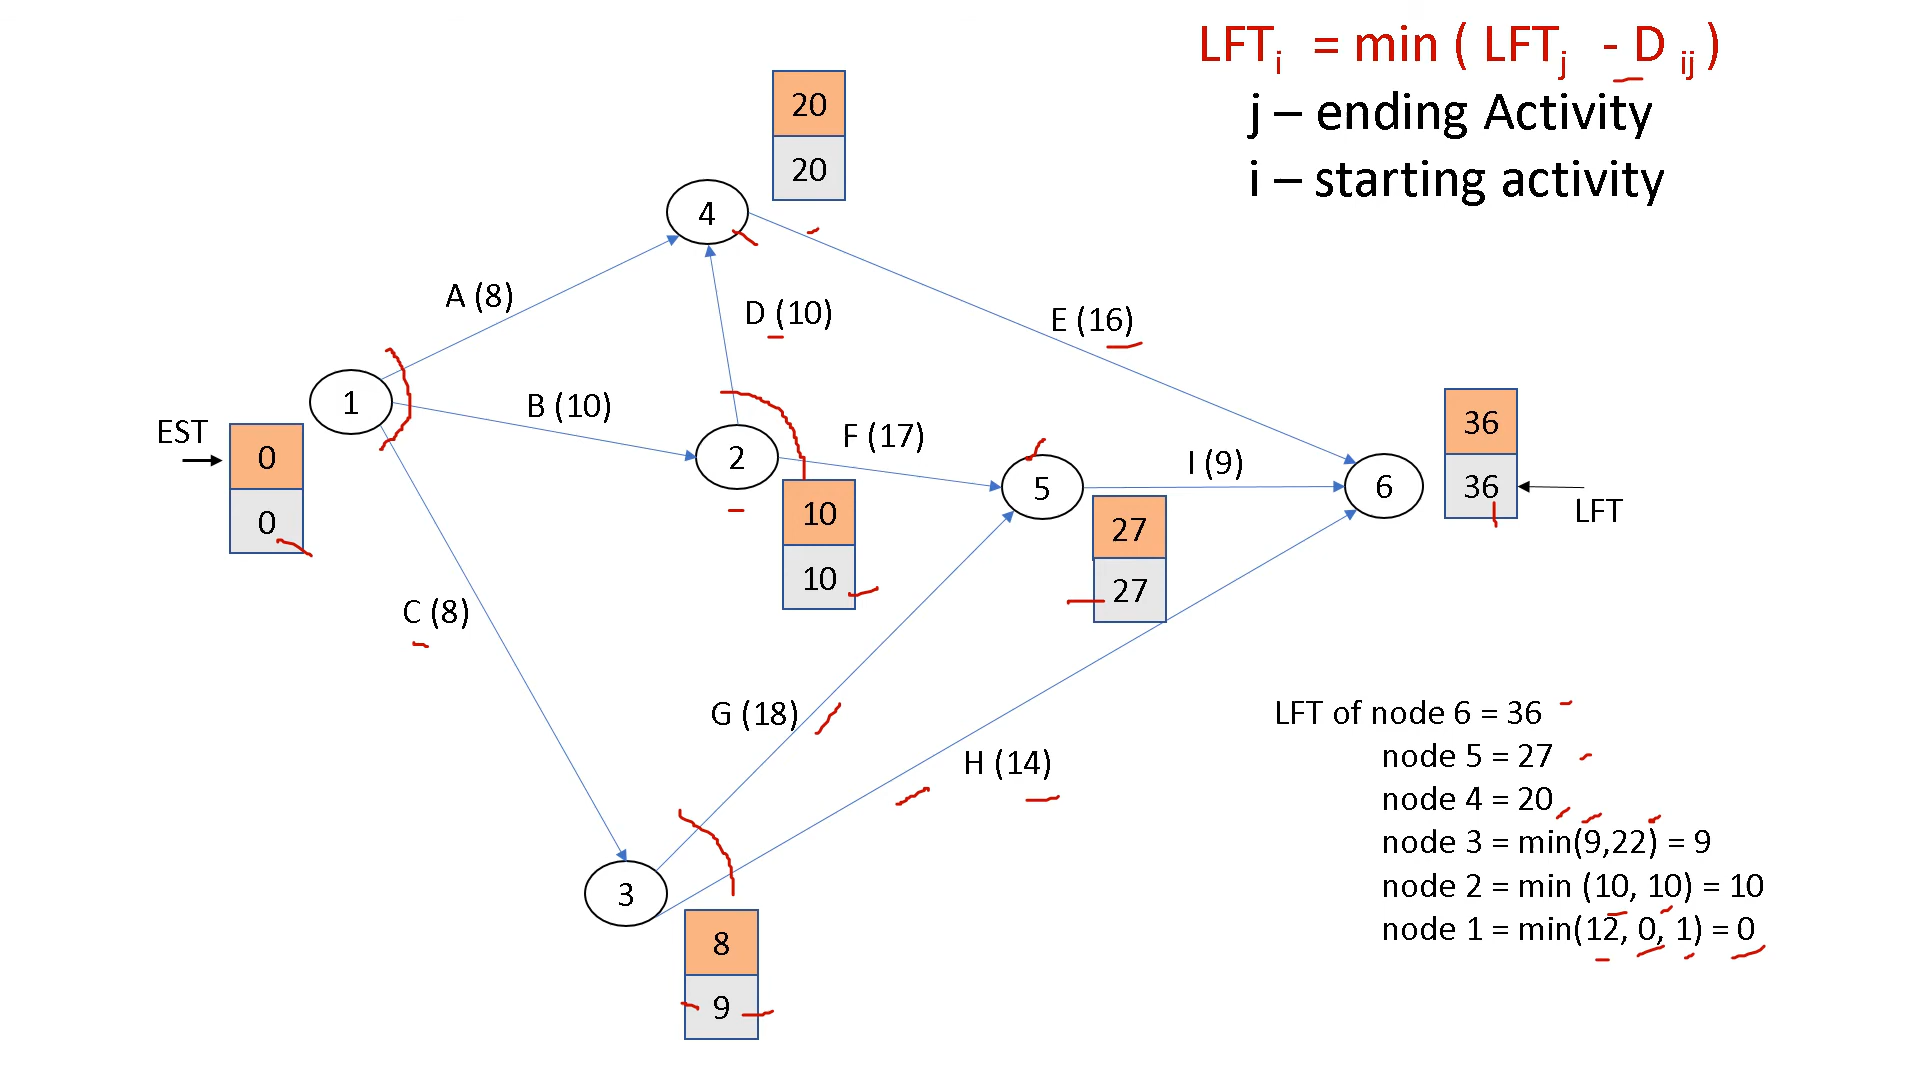 LFTi = min ( LFTj - D ij )
j – ending Activity
i – starting activity
20
20
4
A (8)
D (10)
E (16)
1
B (10)
EST
0
0
2
F (17)
10
10
5
I (9)
27
27
6
36
36
LFT
C (8)
G (18)
H (14)
3
8
9
LFT of node 6 = 36
node 5 = 27
node 4 = 20
node 3 = min(9,22) = 9
node 2 = min (10, 10) = 10
node 1 = min(12, 0, 1) = 0